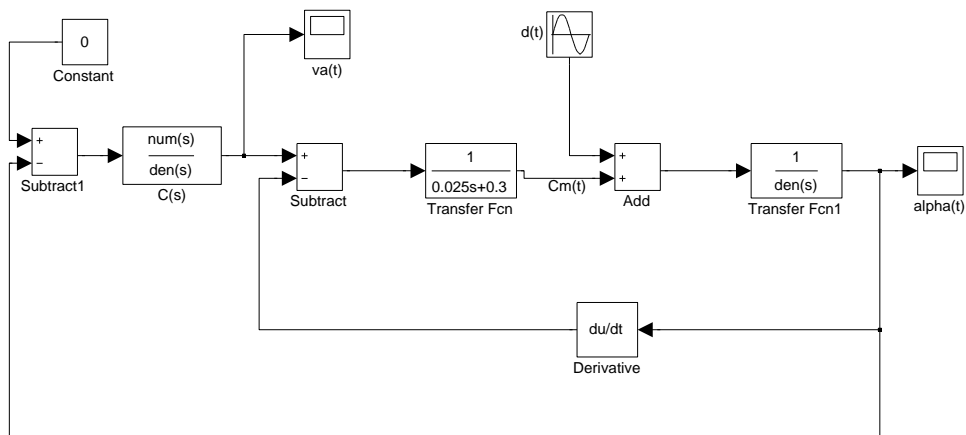 0
Constant
+
−
Subtract1
num(s)
den(s)
C(s)
va(t)
+
−
Subtract
1
0.025s+0.3
Transfer Fcn
d(t)
Cm(t)
+
+
Add
1
den(s)
Transfer Fcn1
alpha(t)
du/dt
Derivative